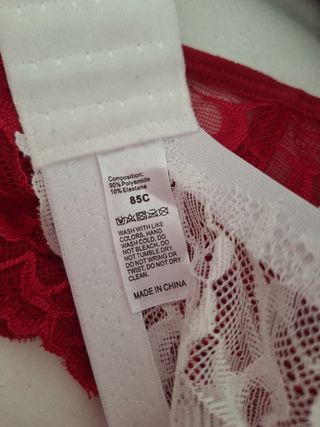 Composition:
90% Polyamide
10% Elastane
85C
WASH WITH LIKE
COLORS, HAND
WASH COLD. DO
NOT BLEACH. DO
NOT TUMBLE DRY.
DO NOT WRING OR
TWIST. DO NOT DRY
CLEAN.
MADE IN CHINA